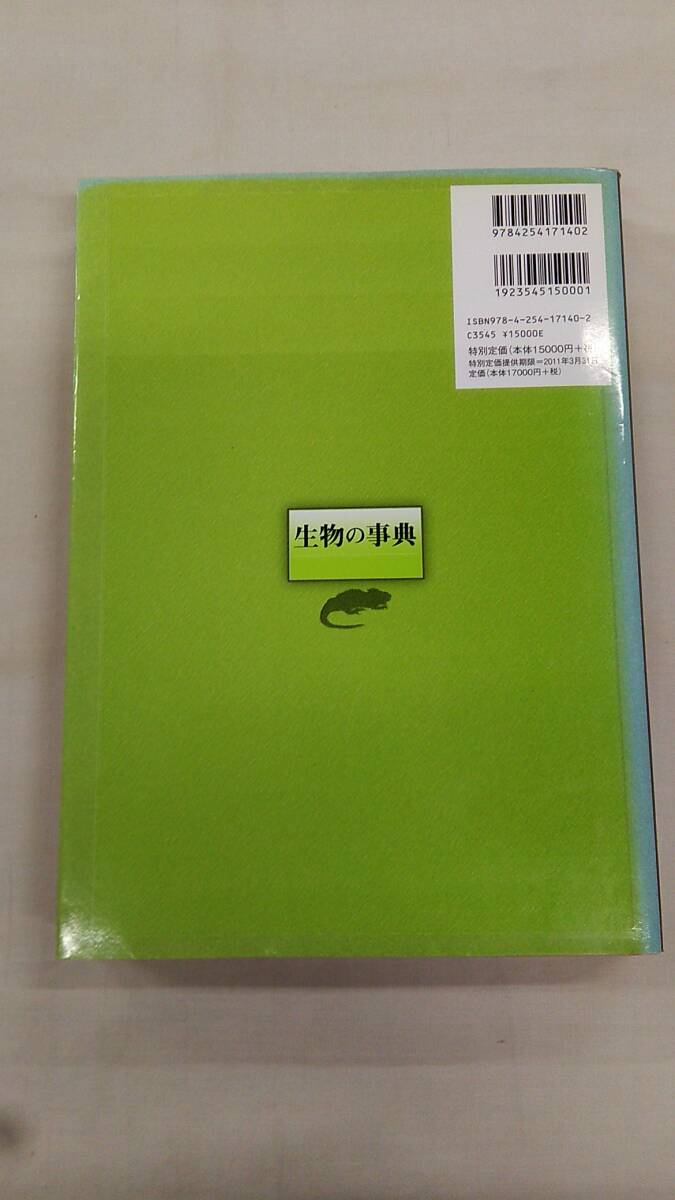 9784254171402
1923545150001
ISBN978-4-254-17140-2
C3545 ¥15000E
特別定価(本体15000円+税
特別定価提供期限=2011年3月31日
定価(本体17000円+税)
生物の事典